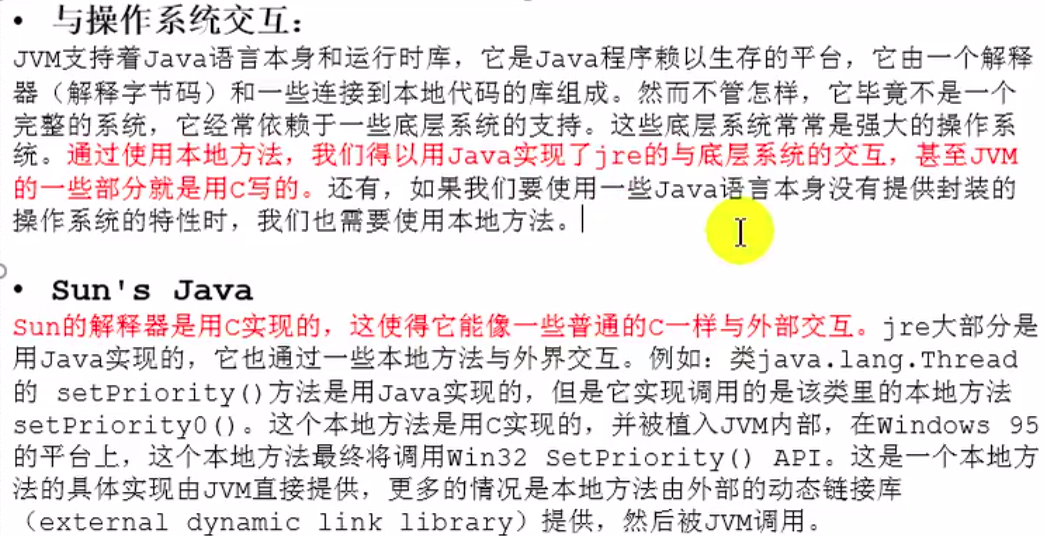 • 与操作系统交互：
JVM支持着Java语言本身和运行时库，它是Java程序赖以生存的平台，它由一个解释
器（解释字节码）和一些连接到本地代码的库组成。然而不管怎样，它毕竟不是一个
完整的系统，它经常依赖于一些底层系统的支持。这些底层系统常常是强大的操作系
统。通过使用本地方法，我们得以用Java实现了jre的与底层系统的交互，甚至JVM
的一些部分就是用C写的。还有，如果我们要使用一些Java语言本身没有提供封装的
操作系统的特性时，我们也需要使用本地方法。
• Sun's Java
Sun的解释器是用C实现的，这使得它能像一些普通的C一样与外部交互。jre大部分是
用Java实现的，它也通过一些本地方法与外界交互。例如：类java.lang.Thread
的 setPriority()方法是用Java实现的，但是它实现调用的是该类里的本地方法
setPriority0()。这个本地方法是用C实现的，并被植入JVM内部，在Windows 95
的平台上，这个本地方法最终将调用Win32 SetPriority() API。这是一个本地方
法的具体实现由JVM直接提供，更多的情况是本地方法由外部的动态链接库
（external dynamic link library）提供，然后被JVM调用。